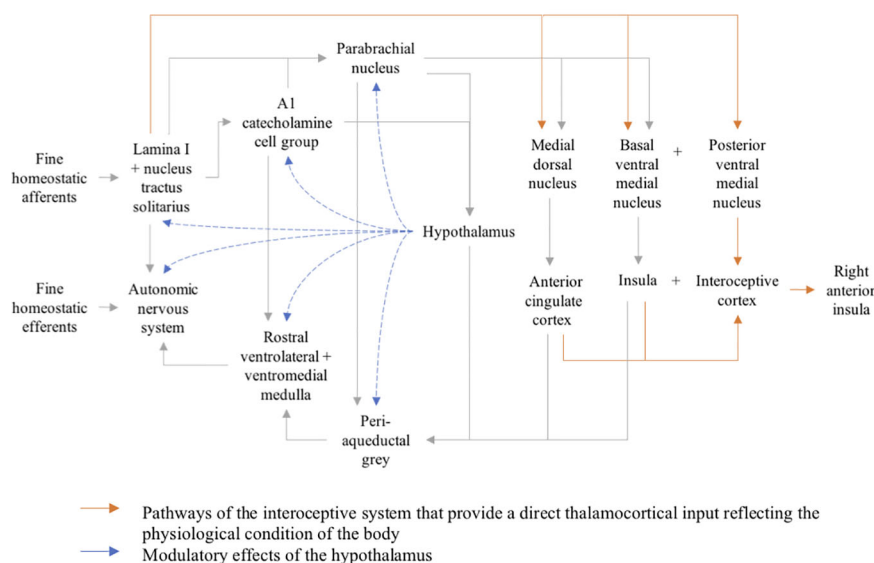 Parabrachial
nucleus
A1
catecholamine
cell group
Fine
homeostatic
afferents
Lamina I
+ nucleus
tractus
solitarius
Medial
dorsal
nucleus
Basal
ventral
medial
nucleus
+
Posterior
ventral
medial
nucleus
Hypothalamus
Fine
homeostatic
efferents
Autonomic
nervous
system
Anterior
cingulate
cortex
Insula
+
Interoceptive
cortex
Right
anterior
insula
Rostral
ventrolateral +
ventromedial
medulla
Peri-
aqueductal
grey
Pathways of the interoceptive system that provide a direct thalamocortical input reflecting the
physiological condition of the body
Modulatory effects of the hypothalamus